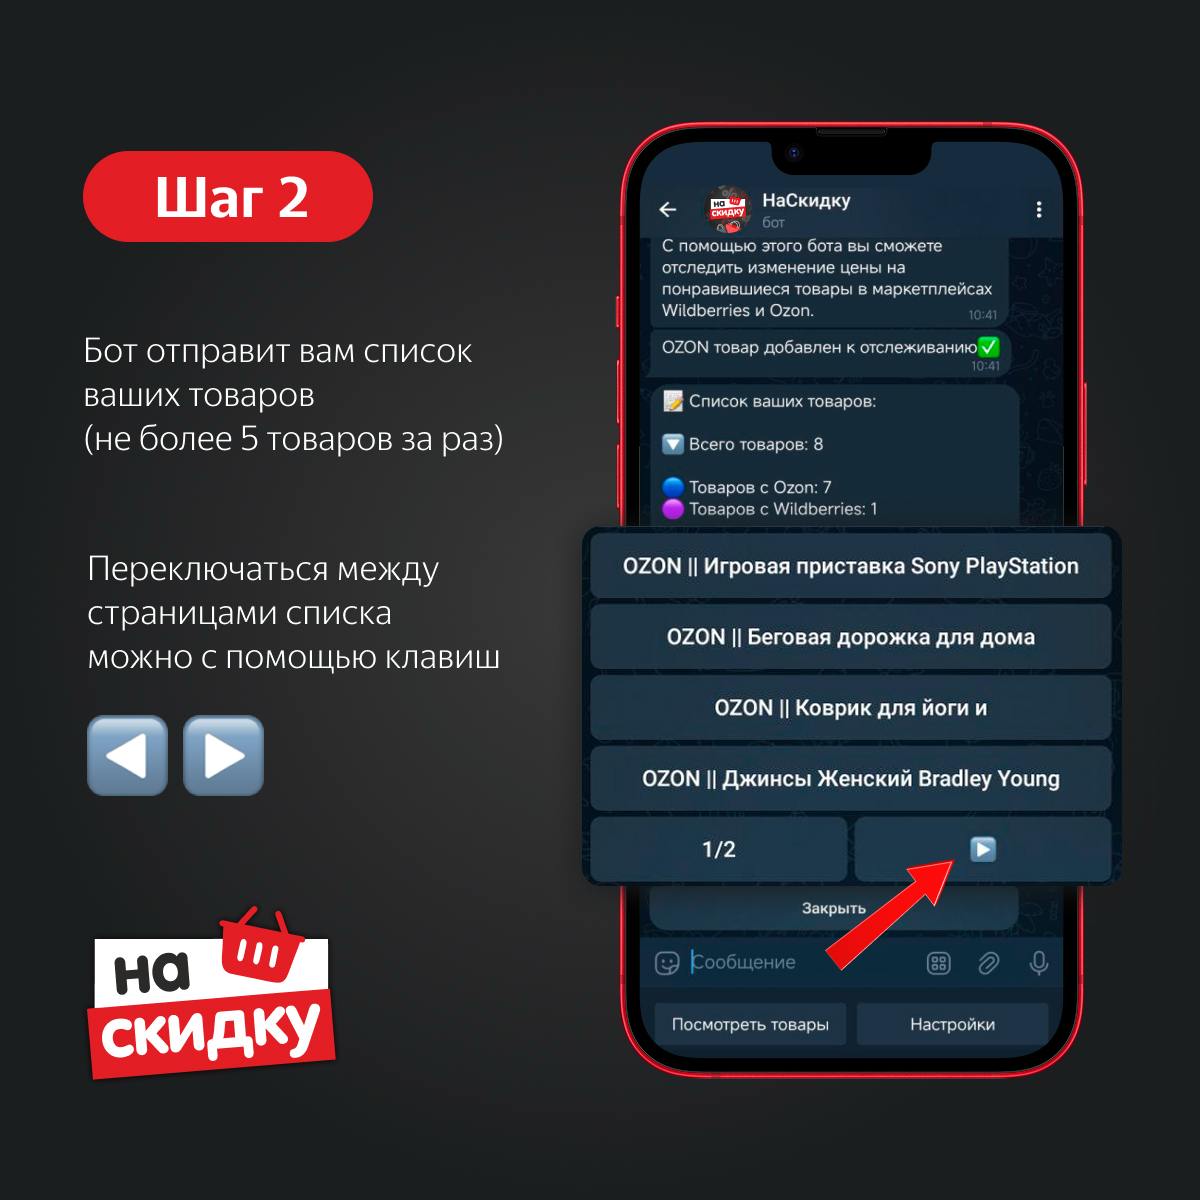 Шаг 2
Бот отправит вам список
ваших товаров
(не более 5 товаров за раз)
Переключаться между
страницами списка
можно с помощью клавиш
на
скидку
НаСкидку
бот
С помощью этого бота вы сможете
отследить изменение цены на
понравившиеся товары в маркетплейсах
Wildberries и Ozon.
10:41
OZON товар добавлен к отслеживанию✅
10:41
Список ваших товаров:
Всего товаров: 8
Товаров с Ozon: 7
Товаров с Wildberries: 1
OZON || Игровая приставка Sony PlayStation
OZON || Беговая дорожка для дома
OZON || Коврик для йоги и
OZON || Джинсы Женский Bradley Young
1/2
Закрыть
Сообщение
Посмотреть товары
Настройки